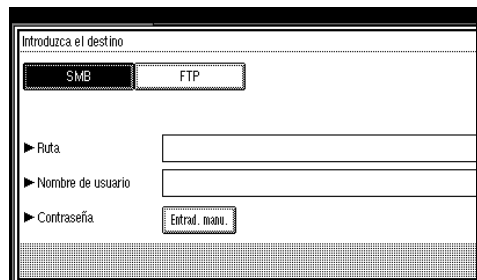 Introduzca el destino
SMB FTP
▶ Ruta
▶ Nombre de usuario
▶ Contraseña Entrad. manu.